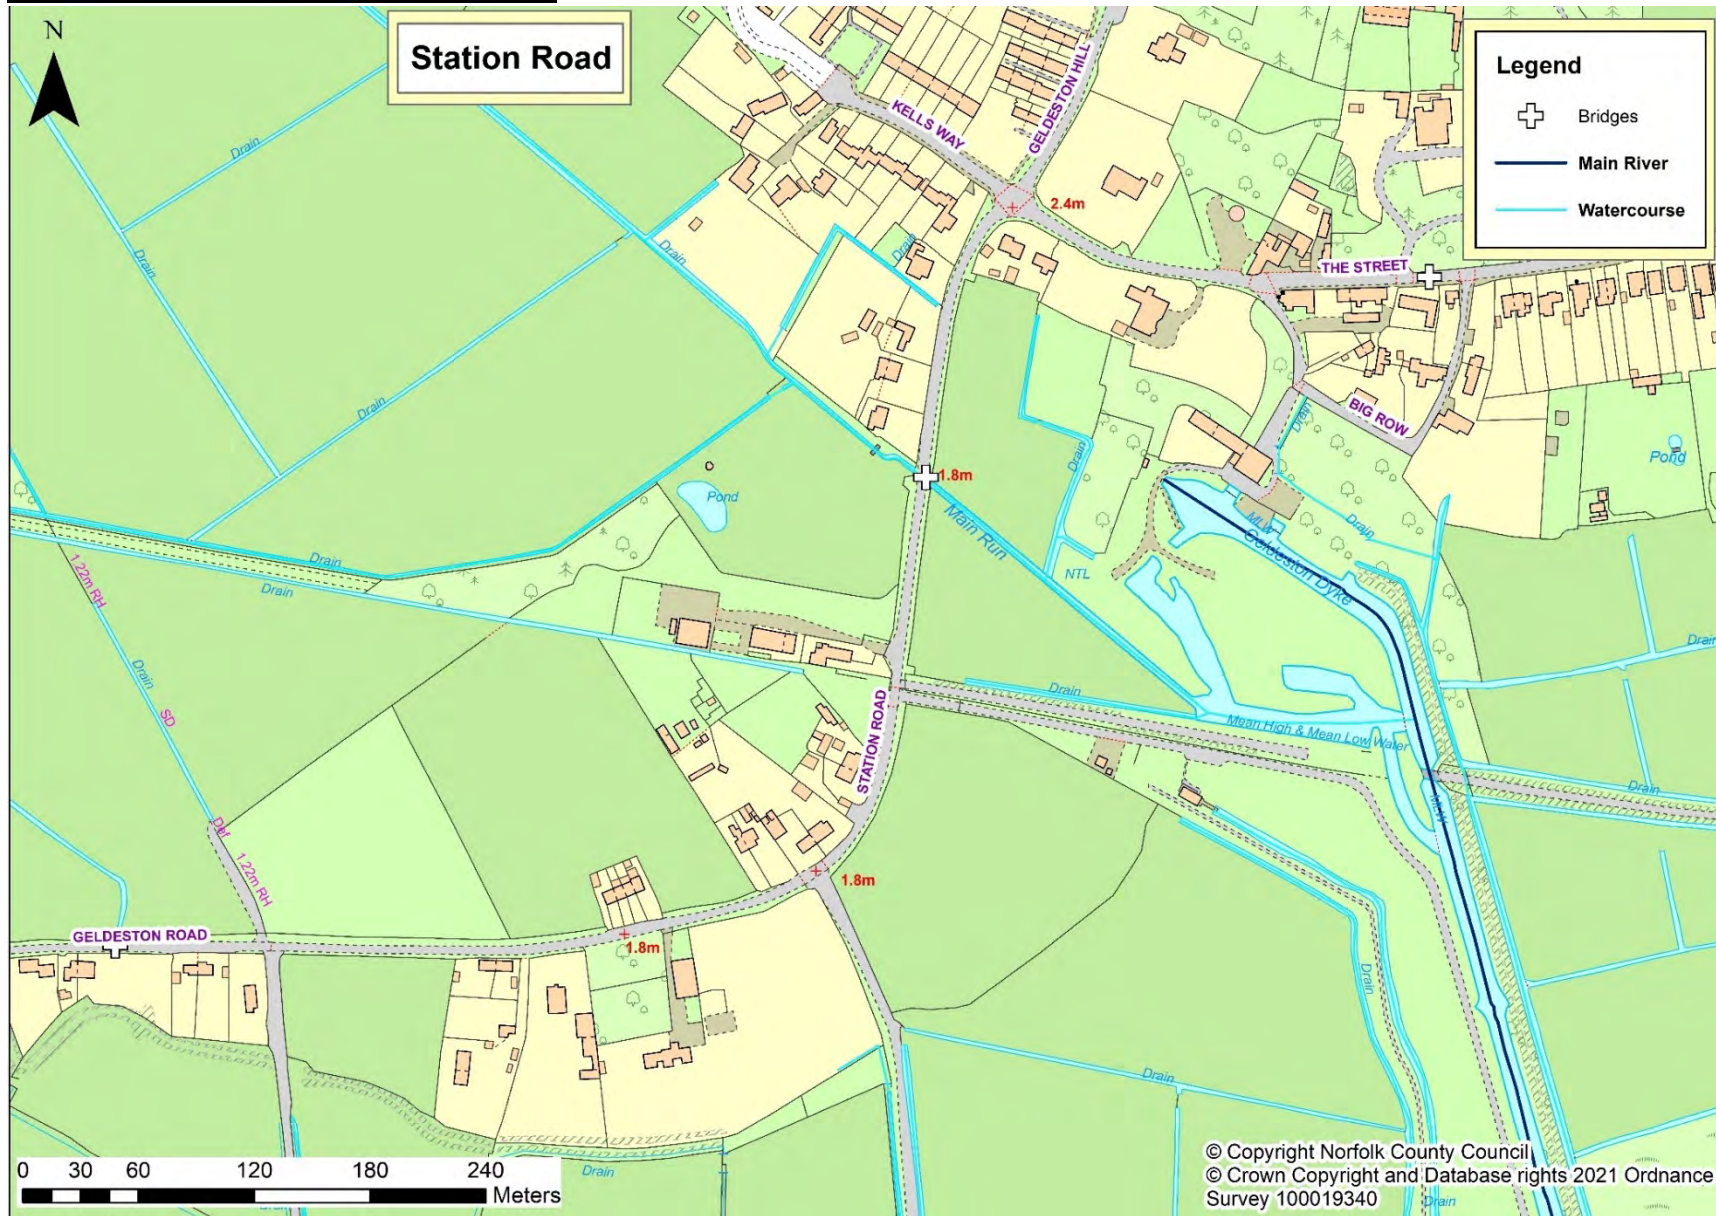 N
Station Road
Legend
Bridges
Main River
Watercourse
KELLS WAY
GELDESTON HILL
2.4m
THE STREET
BIG ROW
Drain
Drain
Drain
Drain
Drain
Drain
Drain
Pond
Pond
1.8m
Main Run
MLW
Geldeston Dyke
Drain
NTL
Drain
Drain
1.22m RH
Drain
SD
Drain
Drain
Mean High & Mean Low Water
STATION ROAD
MLW
Drain
Def
1.22m RH
1.8m
GELDESTON ROAD
1.8m
Drain
Drain
Drain
Drain
0 30 60 120 180 240
Meters
© Copyright Norfolk County Council
© Crown Copyright and Database rights 2021 Ordnance
Survey 100019340